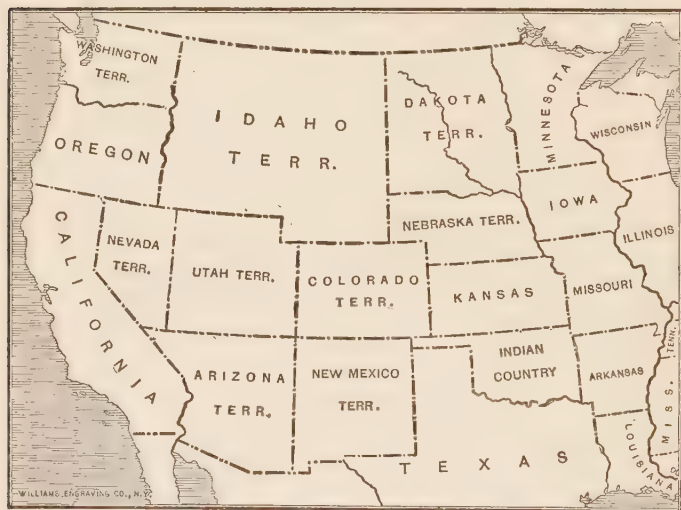 WASHINGTON
TERR.
OREGON
IDAHO
TERR.
DAKOTA
TERR.
MINNESOTA
WISCONSIN
NEBRASKA TERR.
IOWA
ILLINOIS
CALIFORNIA
NEVADA
TERR.
UTAH TERR.
COLORADO
TERR.
KANSAS
MISSOURI
ARIZONA
TERR.
NEW MEXICO
TERR.
INDIAN
COUNTRY
ARKANSAS
TENN.
MISS.
LOUISIANA
TEXAS
WILLIAMS ENGRAVING CO., N.Y.